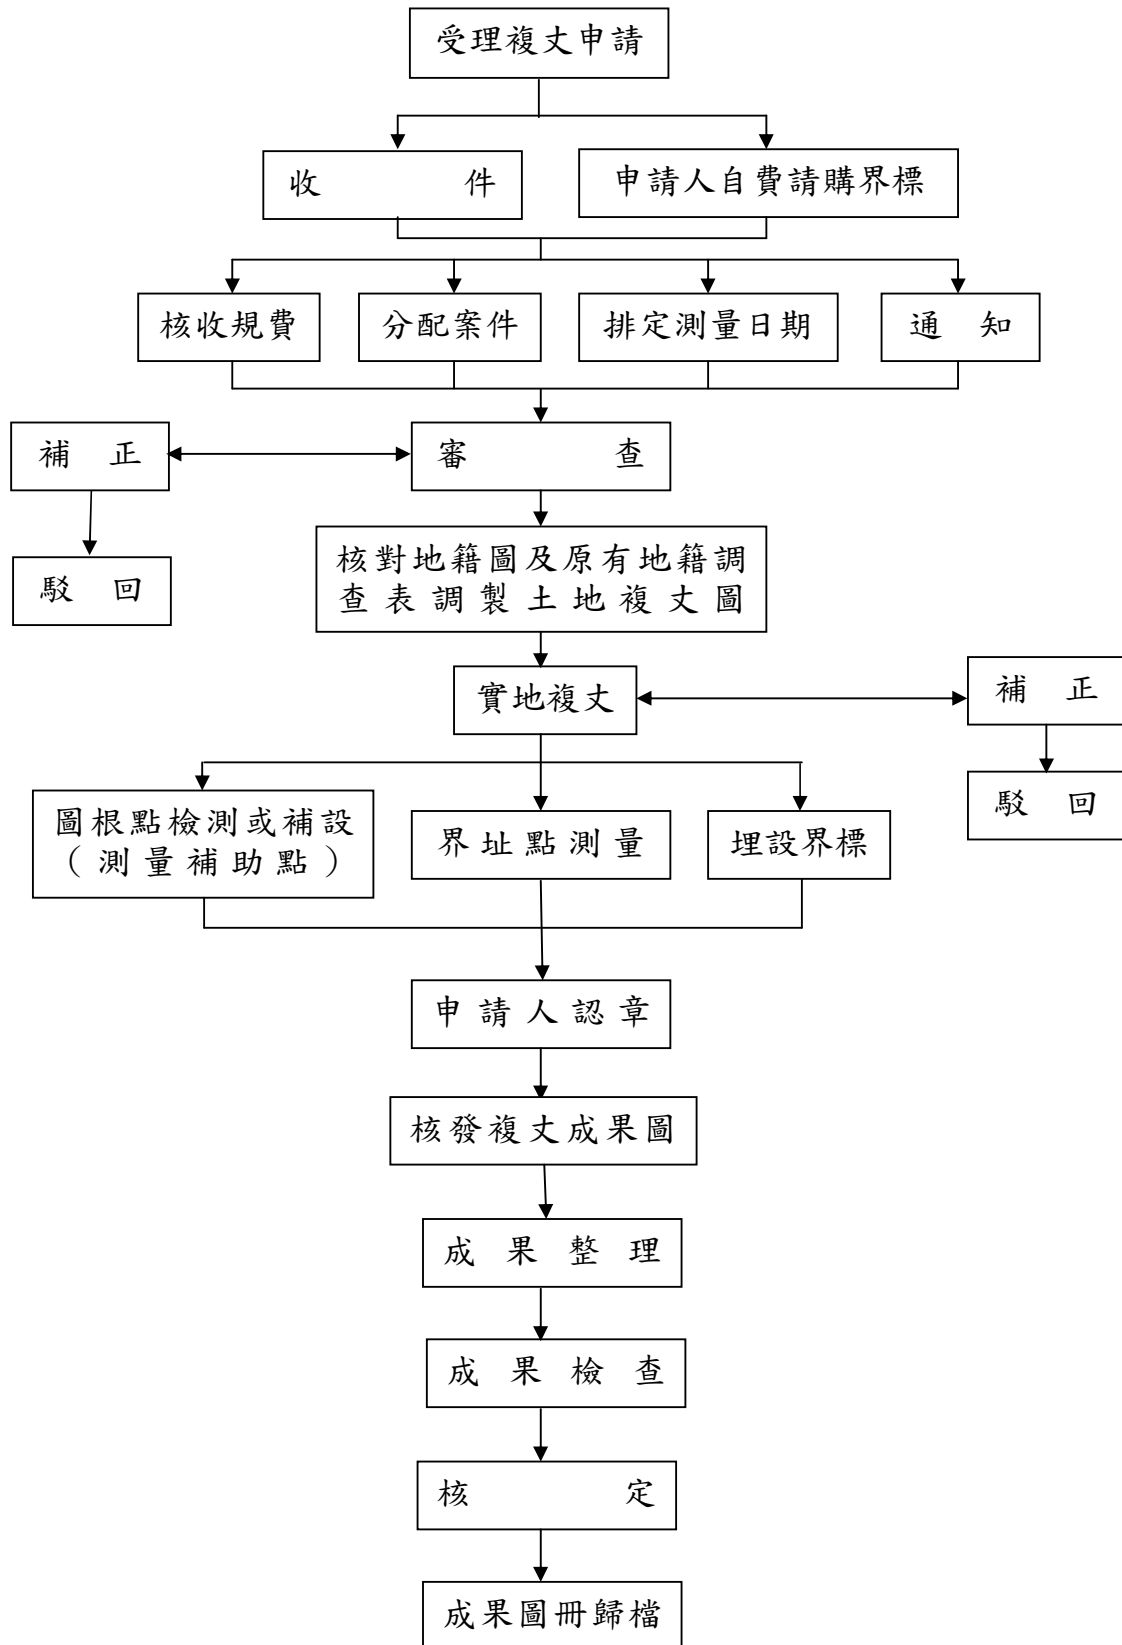 受理複丈申請
收件
申請人自費請購界標
核收規費
分配案件
排定測量日期
通知
補正
審查
駁回
核對地籍圖及原有地籍調
查表調製土地複丈圖
實地複丈
補正
駁回
圖根點檢測或補設
（測量補助點）
界址點測量
埋設界標
申請人認章
核發複丈成果圖
成果整理
成果檢查
核定
成果圖冊歸檔